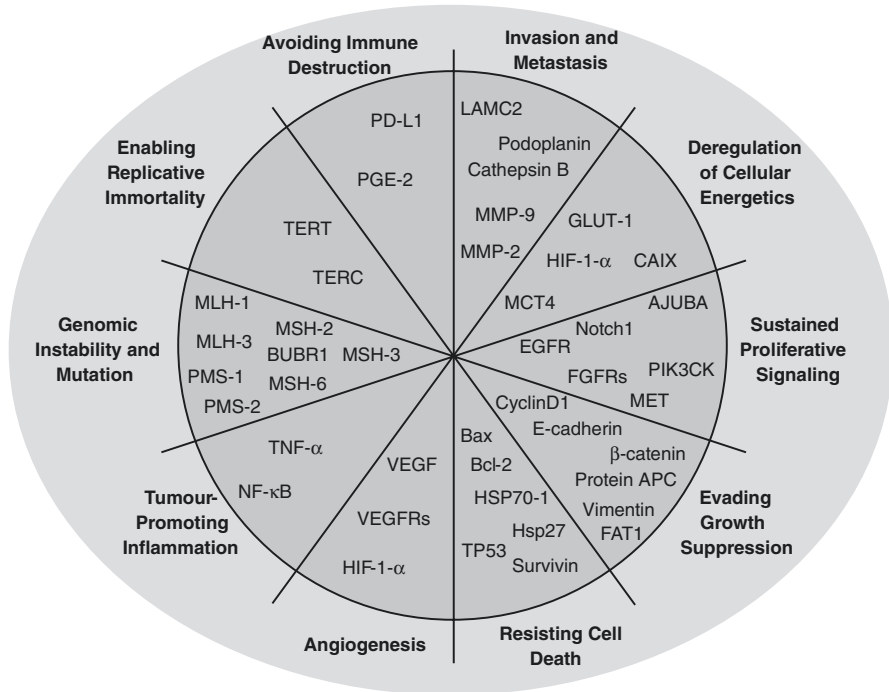 Avoiding Immune
Destruction
PD-L1
PGE-2
Invasion and
Metastasis
LAMC2
Podoplanin
Cathepsin B
MMP-9
MMP-2
Deregulation
of Cellular
Energetics
GLUT-1
HIF-1-α CAIX
MCT4
Sustained
Proliferative
Signaling
AJUBA
Notch1
EGFR
PIK3CK
FGFRs
MET
Evading
Growth
Suppression
CyclinD1
E-cadherin
β-catenin
Protein APC
Vimentin
FAT1
Resisting Cell
Death
Bax
Bcl-2
HSP70-1
Hsp27
TP53
Survivin
Angiogenesis
VEGF
VEGFRs
HIF-1-α
Tumour-
Promoting
Inflammation
TNF-α
NF-κB
Genomic
Instability and
Mutation
MLH-1
MSH-2
MLH-3
BUBR1 MSH-3
PMS-1
MSH-6
PMS-2
Enabling
Replicative
Immortality
TERT
TERC